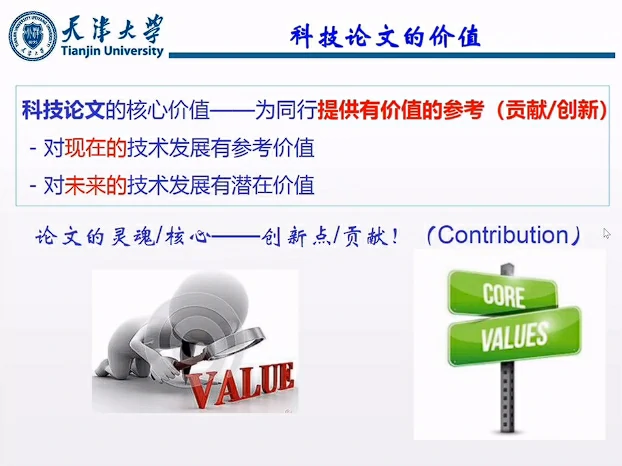 天津大学
Tianjin University
科技论文的价值
科技论文的核心价值——为同行提供有价值的参考（贡献/创新）
- 对现在的技术发展有参考价值
- 对未来的技术发展有潜在价值
论文的灵魂/核心——创新点/贡献！（Contribution）
VALUE
CORE
VALUES